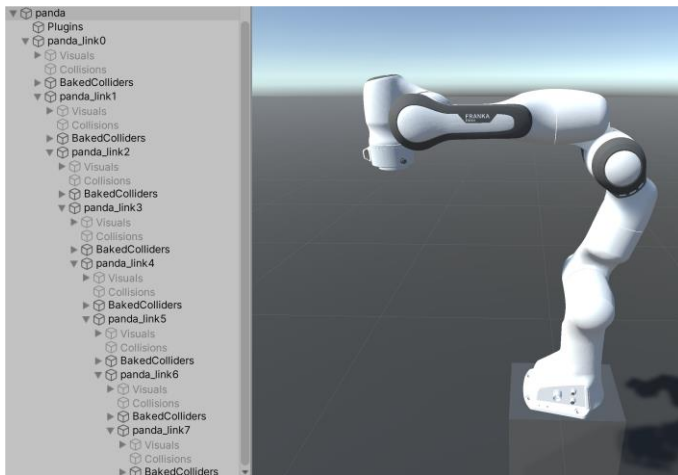 panda
Plugins
panda_link0
Visuals
Collisions
BakedColliders
panda_link1
Visuals
Collisions
BakedColliders
panda_link2
Visuals
Collisions
BakedColliders
panda_link3
Visuals
Collisions
BakedColliders
panda_link4
Visuals
Collisions
BakedColliders
panda_link5
Visuals
Collisions
BakedColliders
panda_link6
Visuals
Collisions
BakedColliders
panda_link7
Visuals
Collisions
BakedColliders
FRANKA